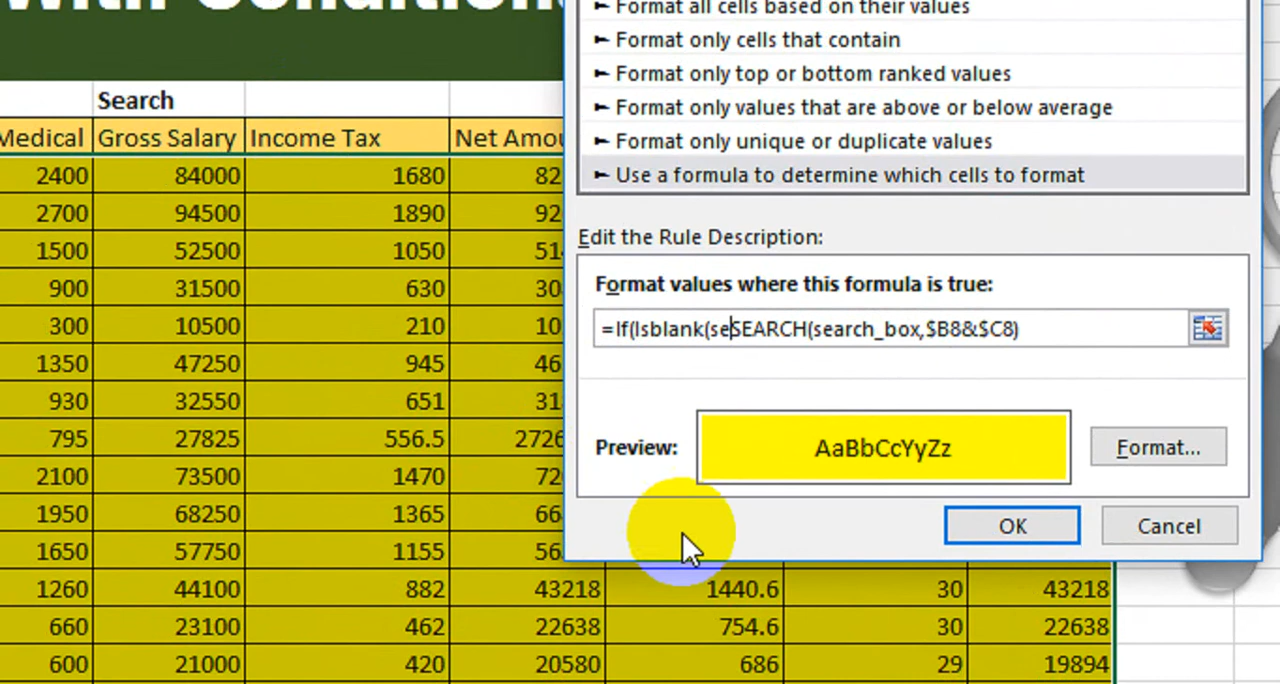 With Condition
Format all cells based on their values
► Format only cells that contain
► Format only top or bottom ranked values
► Format only values that are above or below average
► Format only unique or duplicate values
► Use a formula to determine which cells to format
Edit the Rule Description:
Format values where this formula is true:
=If(Isblank(seSEARCH(search_box,$B8&$C8)
Preview: AaBbCcYyZz Format...
OK Cancel
Search
Medical Gross Salary Income Tax Net Amou
2400 84000 1680 82
2700 94500 1890 92
1500 52500 1050 514
900 31500 630 30
300 10500 210 10
1350 47250 945 46
930 32550 651 31
795 27825 556.5 2726
2100 73500 1470 72
1950 68250 1365 66
1650 57750 1155 56
1260 44100 882 43218 1440.6 30 43218
660 23100 462 22638 754.6 30 22638
600 21000 420 20580 686 29 19894